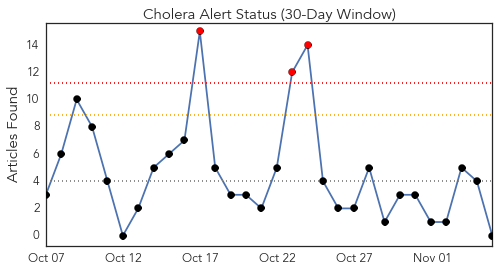 Cholera Alert Status (30-Day Window)
Articles Found
14
12
10
8
6
4
2
0
Oct 07
Oct 12
Oct 17
Oct 22
Oct 27
Nov 01